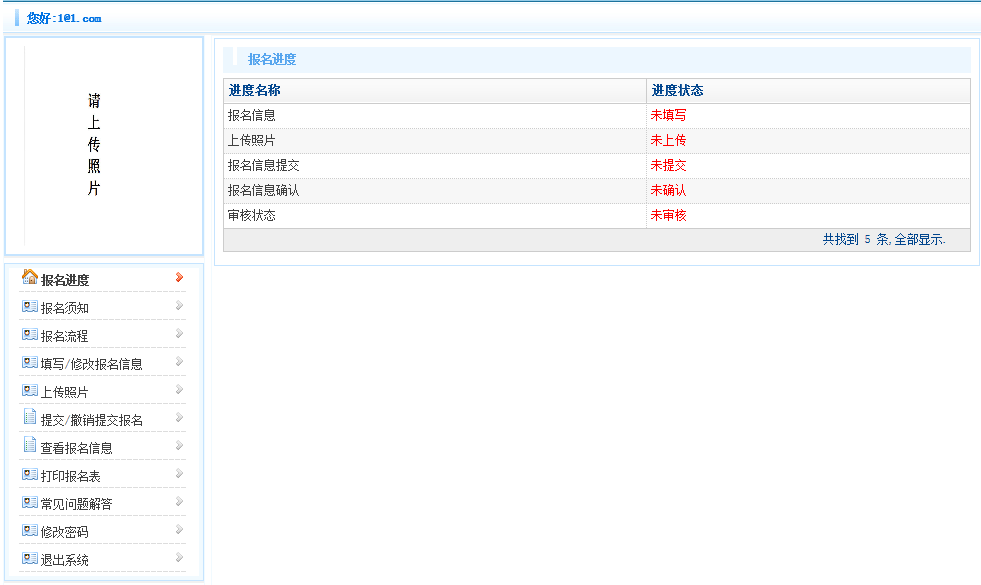 您好:1@1.com
请
上
传
照
片
报名进度
报名须知
报名流程
填写/修改报名信息
上传照片
提交/撤销提交报名
查看报名信息
打印报名表
常见问题解答
修改密码
退出系统
报名进度
进度名称 进度状态
报名信息 未填写
上传照片 未上传
报名信息提交 未提交
报名信息确认 未确认
审核状态 未审核
共找到 5 条,全部显示.